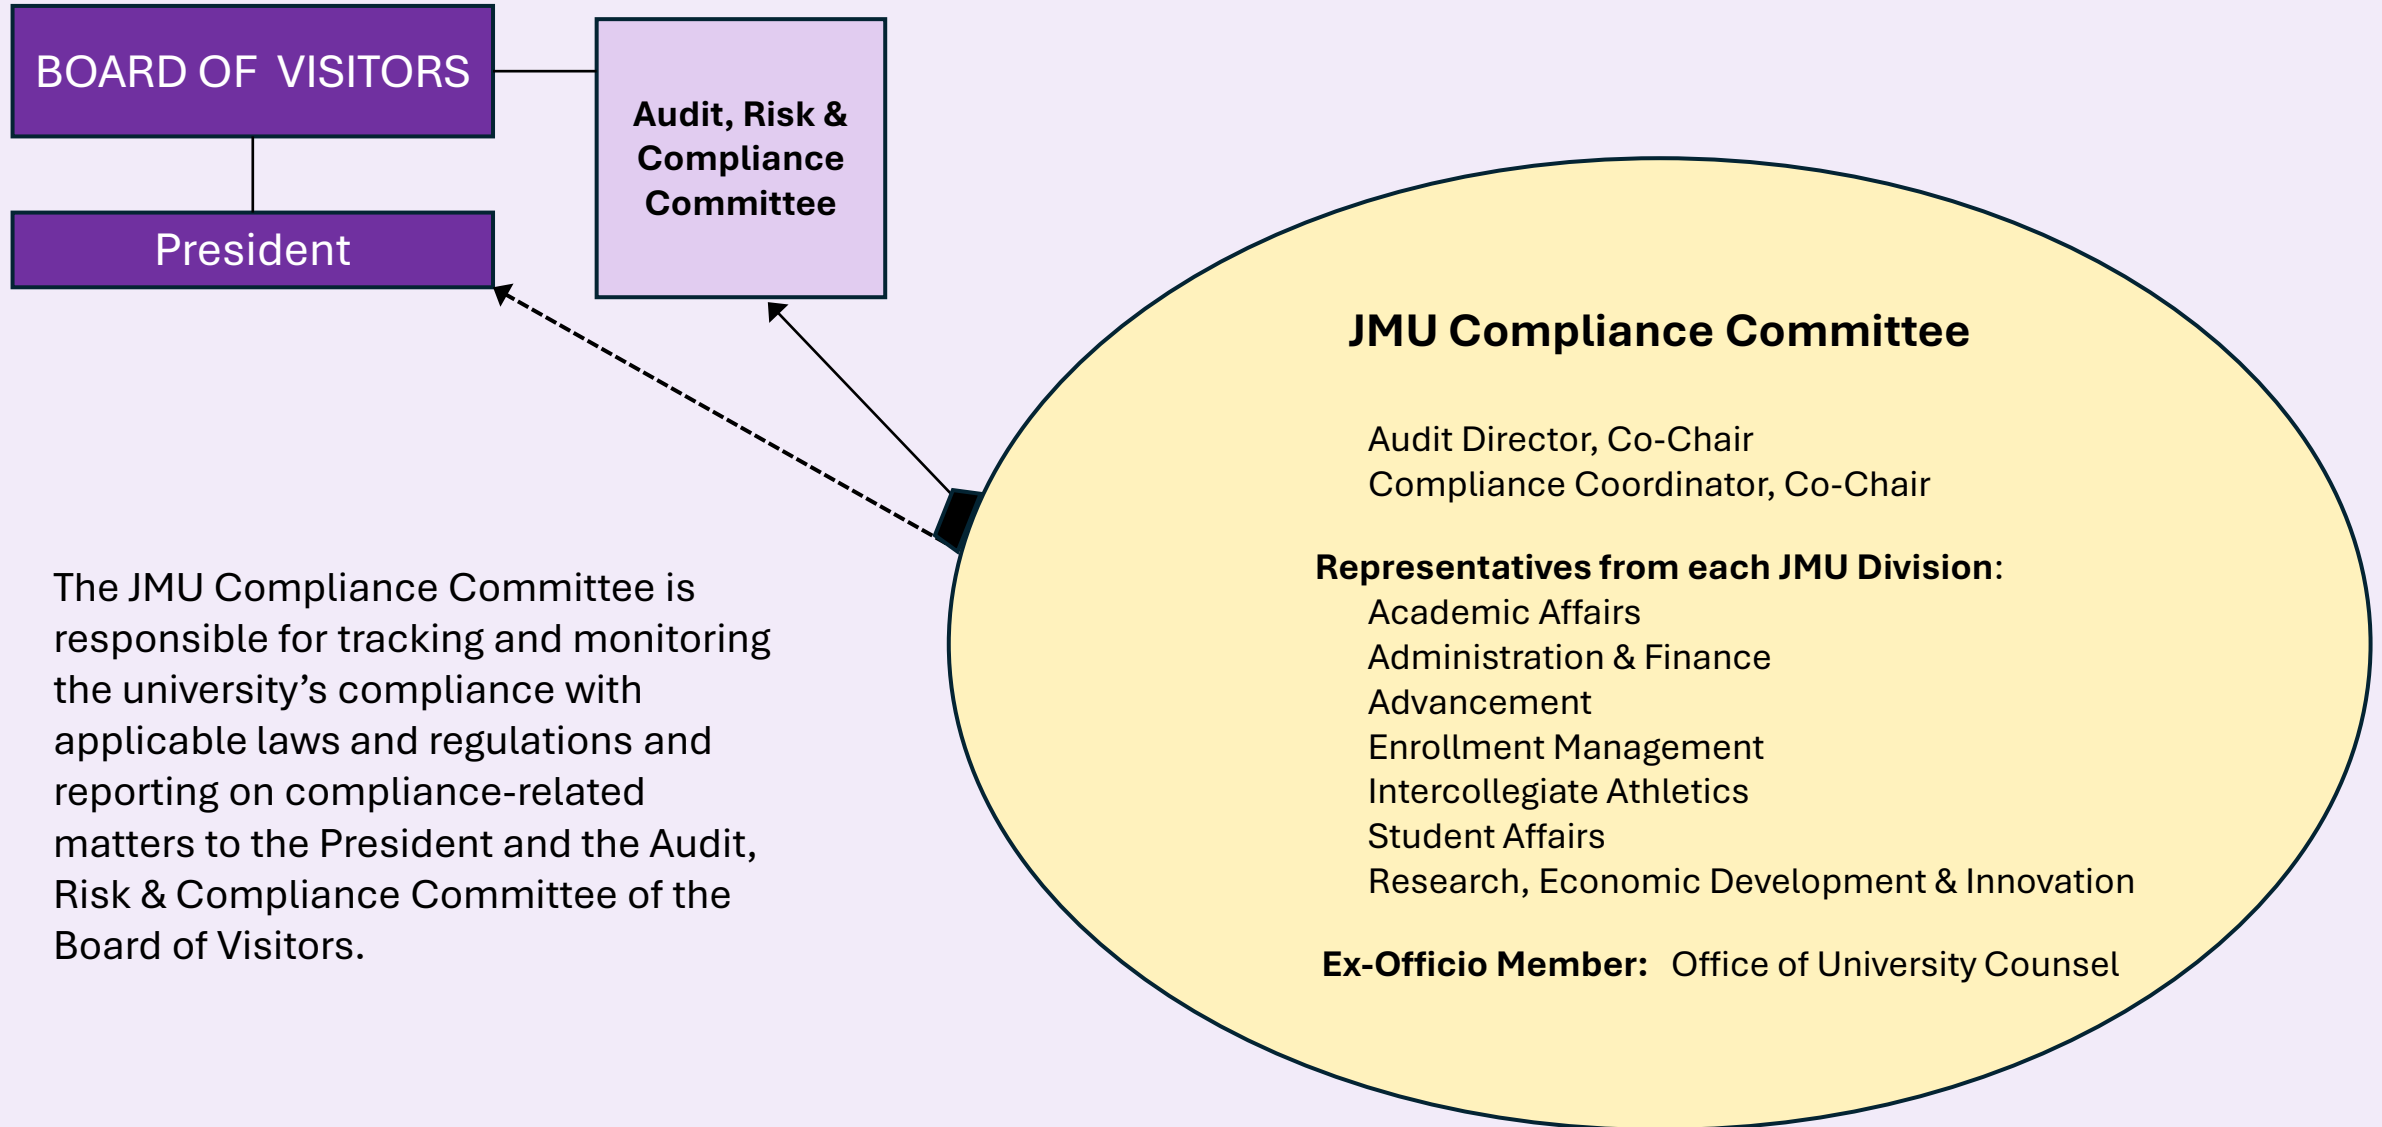 BOARD OF VISITORS
President
Audit, Risk &
Compliance
Committee
The JMU Compliance Committee is
responsible for tracking and monitoring
the university’s compliance with
applicable laws and regulations and
reporting on compliance-related
matters to the President and the Audit,
Risk & Compliance Committee of the
Board of Visitors.
JMU Compliance Committee
Audit Director, Co-Chair
Compliance Coordinator, Co-Chair
Representatives from each JMU Division:
Academic Affairs
Administration & Finance
Advancement
Enrollment Management
Intercollegiate Athletics
Student Affairs
Research, Economic Development & Innovation
Ex-Officio Member: Office of University Counsel